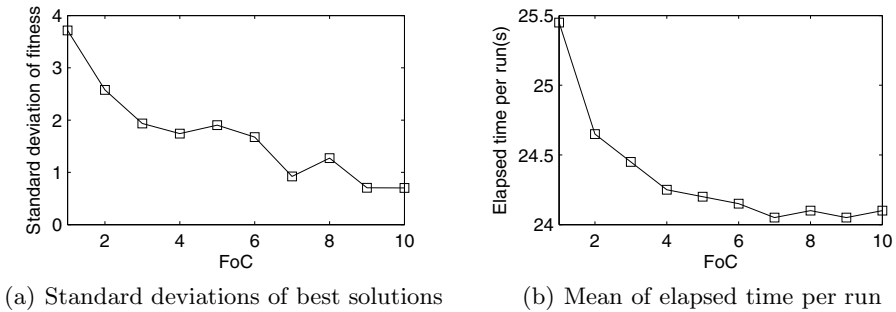 4
3
2
1
0
Standard deviation of fitness
2 4 6 8 10
FoC
(a) Standard deviations of best solutions
25.5
25
24.5
24
Elapsed time per run(s)
2 4 6 8 10
FoC
(b) Mean of elapsed time per run